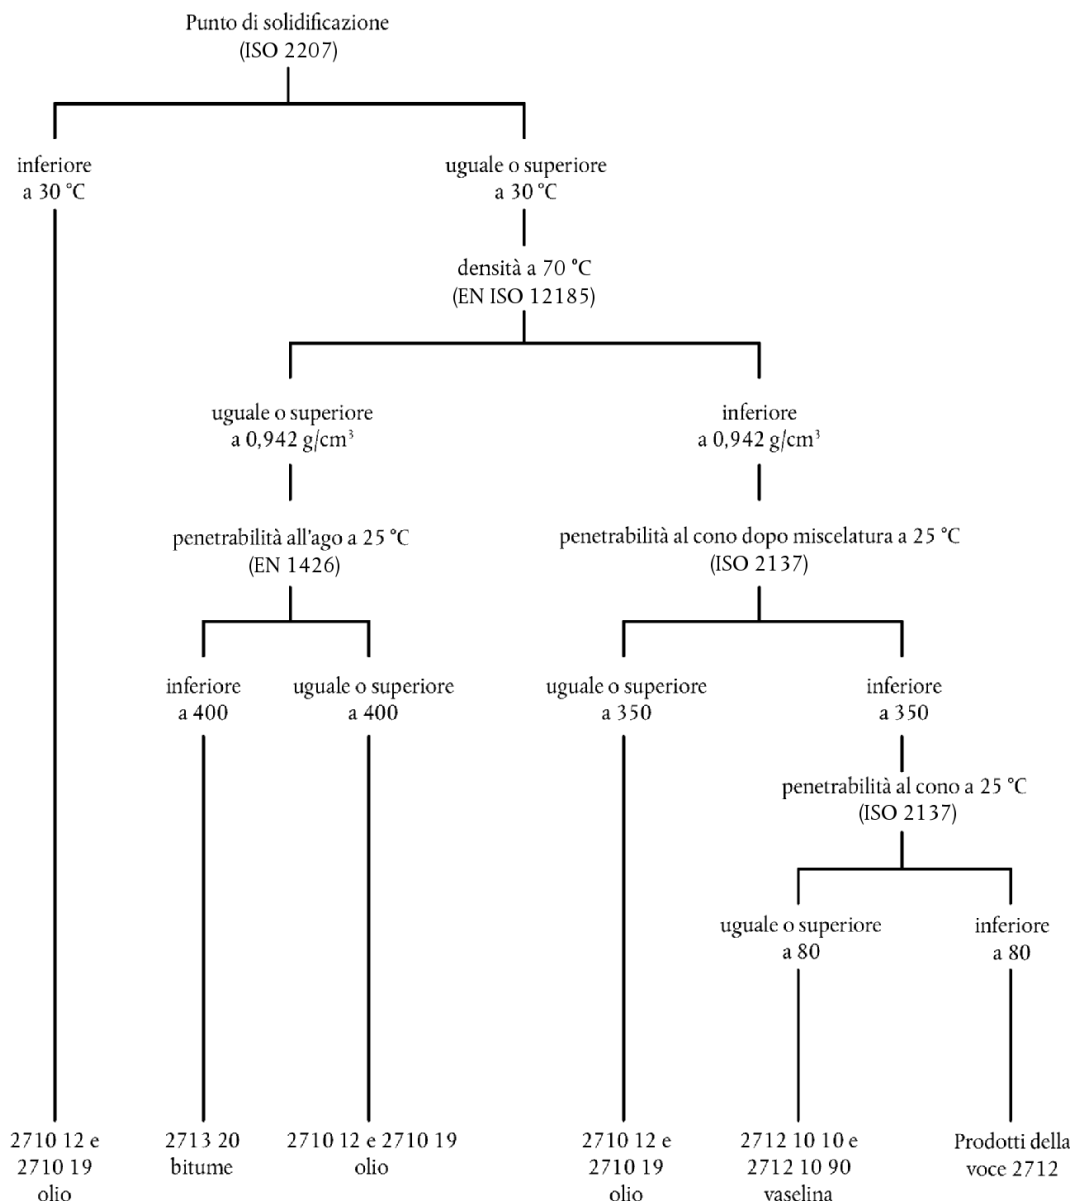 Punto di solidificazione
(ISO 2207)
inferiore
a 30 °C
uguale o superiore
a 30 °C
densità a 70 °C
(EN ISO 12185)
uguale o superiore
a 0,942 g/cm³
inferiore
a 0,942 g/cm³
penetrabilità all'ago a 25 °C
(EN 1426)
penetrabilità al cono dopo miscelatura a 25 °C
(ISO 2137)
inferiore
a 400
uguale o superiore
a 400
uguale o superiore
a 350
inferiore
a 350
penetrabilità al cono a 25 °C
(ISO 2137)
uguale o superiore
a 80
inferiore
a 80
2710 12 e
2710 19
olio
2713 20
bitume
2710 12 e 2710 19
olio
2710 12 e
2710 19
olio
2712 10 10 e
2712 10 90
vaselina
Prodotti della
voce 2712